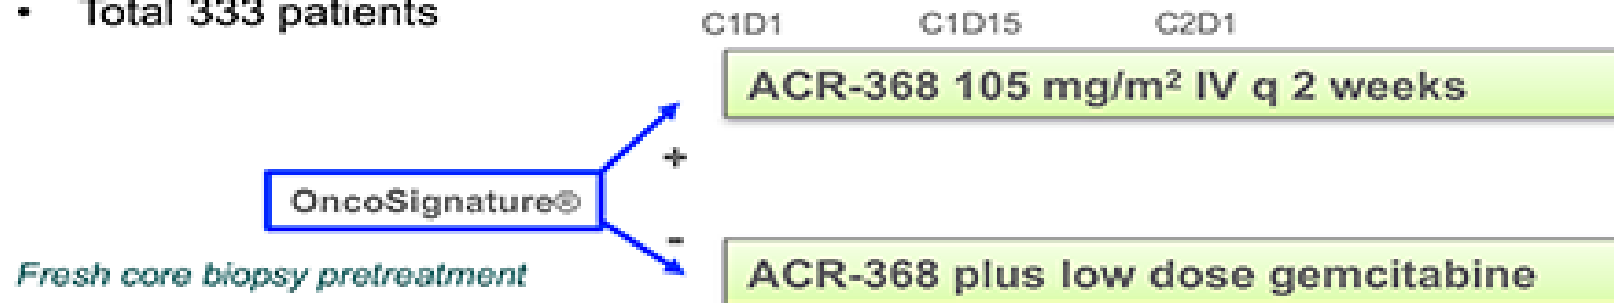 • Total 333 patients
C1D1 C1D15 C2D1
ACR-368 105 mg/m² IV q 2 weeks
+
OncoSignature®
-
Fresh core biopsy pretreatment
ACR-368 plus low dose gemcitabine